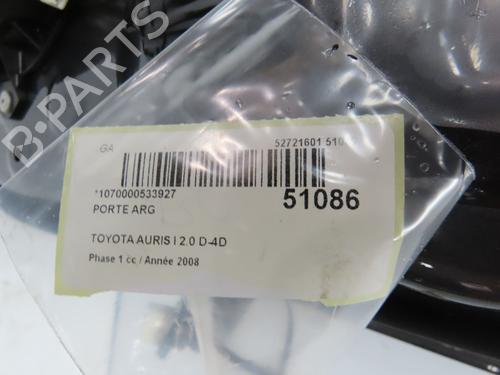 B-PARTS
GA
52721601 510
*1070000533927
51086
PORTE ARG
TOYOTA AURIS I 2.0 D-4D
Phase 1 cc / Année 2008